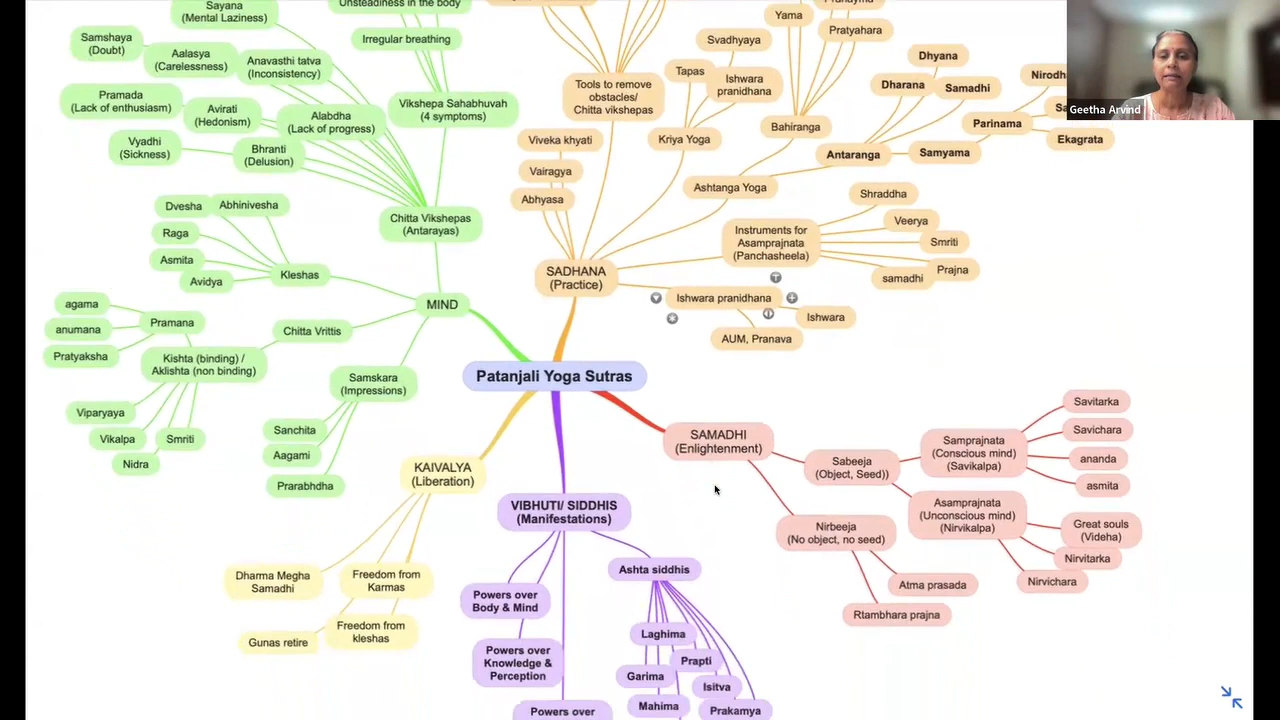 Unsteadiness in the body
Sayana
(Mental Laziness)
Irregular breathing
Samshaya
(Doubt)
Aalasya
(Carelessness)
Anavasthi tatva
(Inconsistency)
Pramada
(Lack of enthusiasm)
Avirati
(Hedonism)
Alabdha
(Lack of progress)
Vikshepa Sahabhuvah
(4 symptoms)
Vyadhi
(Sickness)
Bhranti
(Delusion)
Chitta Vikshepas
(Antarayas)
Dvesha
Abhinivesha
Raga
Asmita
Avidya
Kleshas
MIND
agama
anumana
Pratyaksha
Pramana
Chitta Vrittis
Kishta (binding) /
Aklishta (non binding)
Viparyaya
Vikalpa
Smriti
Nidra
Samskara
(Impressions)
Sanchita
Aagami
Prarabhdha
Tools to remove
obstacles/
Chitta vikshepas
Viveka khyati
Vairagya
Abhyasa
SADHANA
(Practice)
Svadhyaya
Tapas
Ishwara
pranidhana
Kriya Yoga
Yama
Pranayma
Pratyahara
Bahiranga
Ashtanga Yoga
Dhyana
Dharana
Samadhi
Antaranga
Samyama
Parinama
Ekagrata
Geetha Arvind
Instruments for
Asamprajnata
(Panchasheela)
Shraddha
Veerya
Smriti
Prajna
samadhi
Ishwara pranidhana
Ishwara
AUM, Pranava
Patanjali Yoga Sutras
SAMADHI
(Enlightenment)
Sabeeja
(Object, Seed))
Samprajnata
(Conscious mind)
(Savikalpa)
Savitarka
Savichara
ananda
asmita
Asamprajnata
(Unconscious mind)
(Nirvikalpa)
Great souls
(Videha)
Nirvitarka
Nirvichara
Nirbeeja
(No object, no seed)
Atma prasada
Rtambhara prajna
KAIVALYA
(Liberation)
Dharma Megha
Samadhi
Freedom from
Karmas
Gunas retire
Freedom from
kleshas
VIBHUTI/ SIDDHIS
(Manifestations)
Powers over
Body & Mind
Powers over
Knowledge &
Perception
Powers over
Ashta siddhis
Laghima
Prapti
Garima
Isitva
Mahima
Prakamya